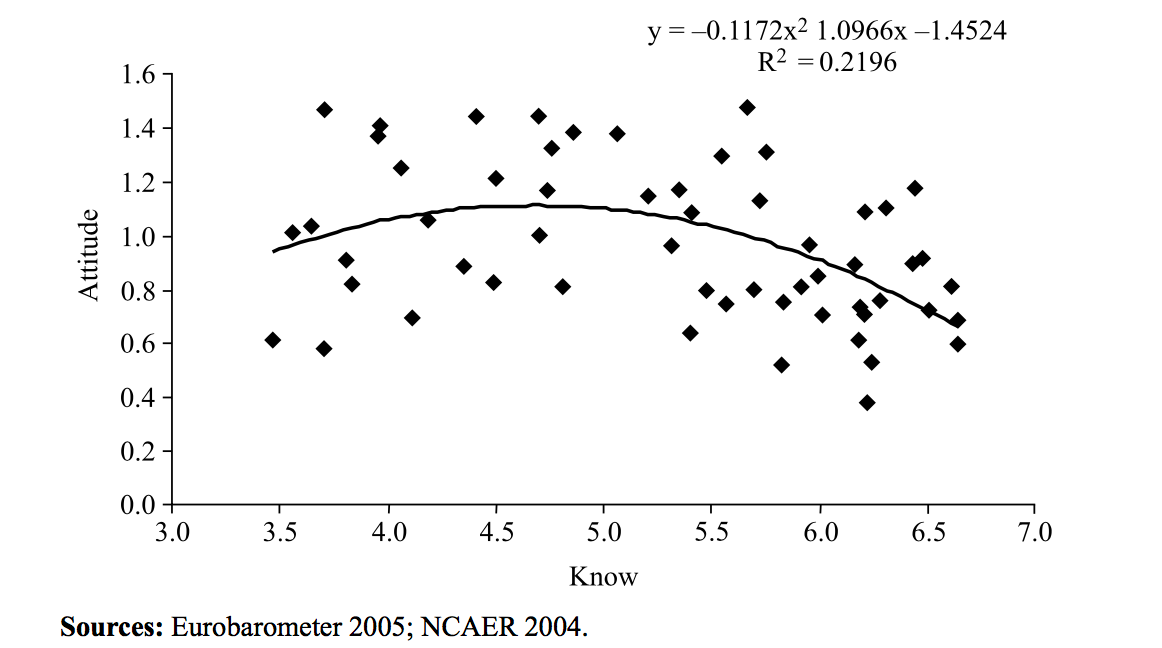 y = –0.1172x² 1.0966x –1.4524
R² = 0.2196
1.6
1.4
1.2
1.0
0.8
0.6
0.4
0.2
0.0
Attitude
3.0 3.5 4.0 4.5 5.0 5.5 6.0 6.5 7.0
Know
Sources: Eurobarometer 2005; NCAER 2004.